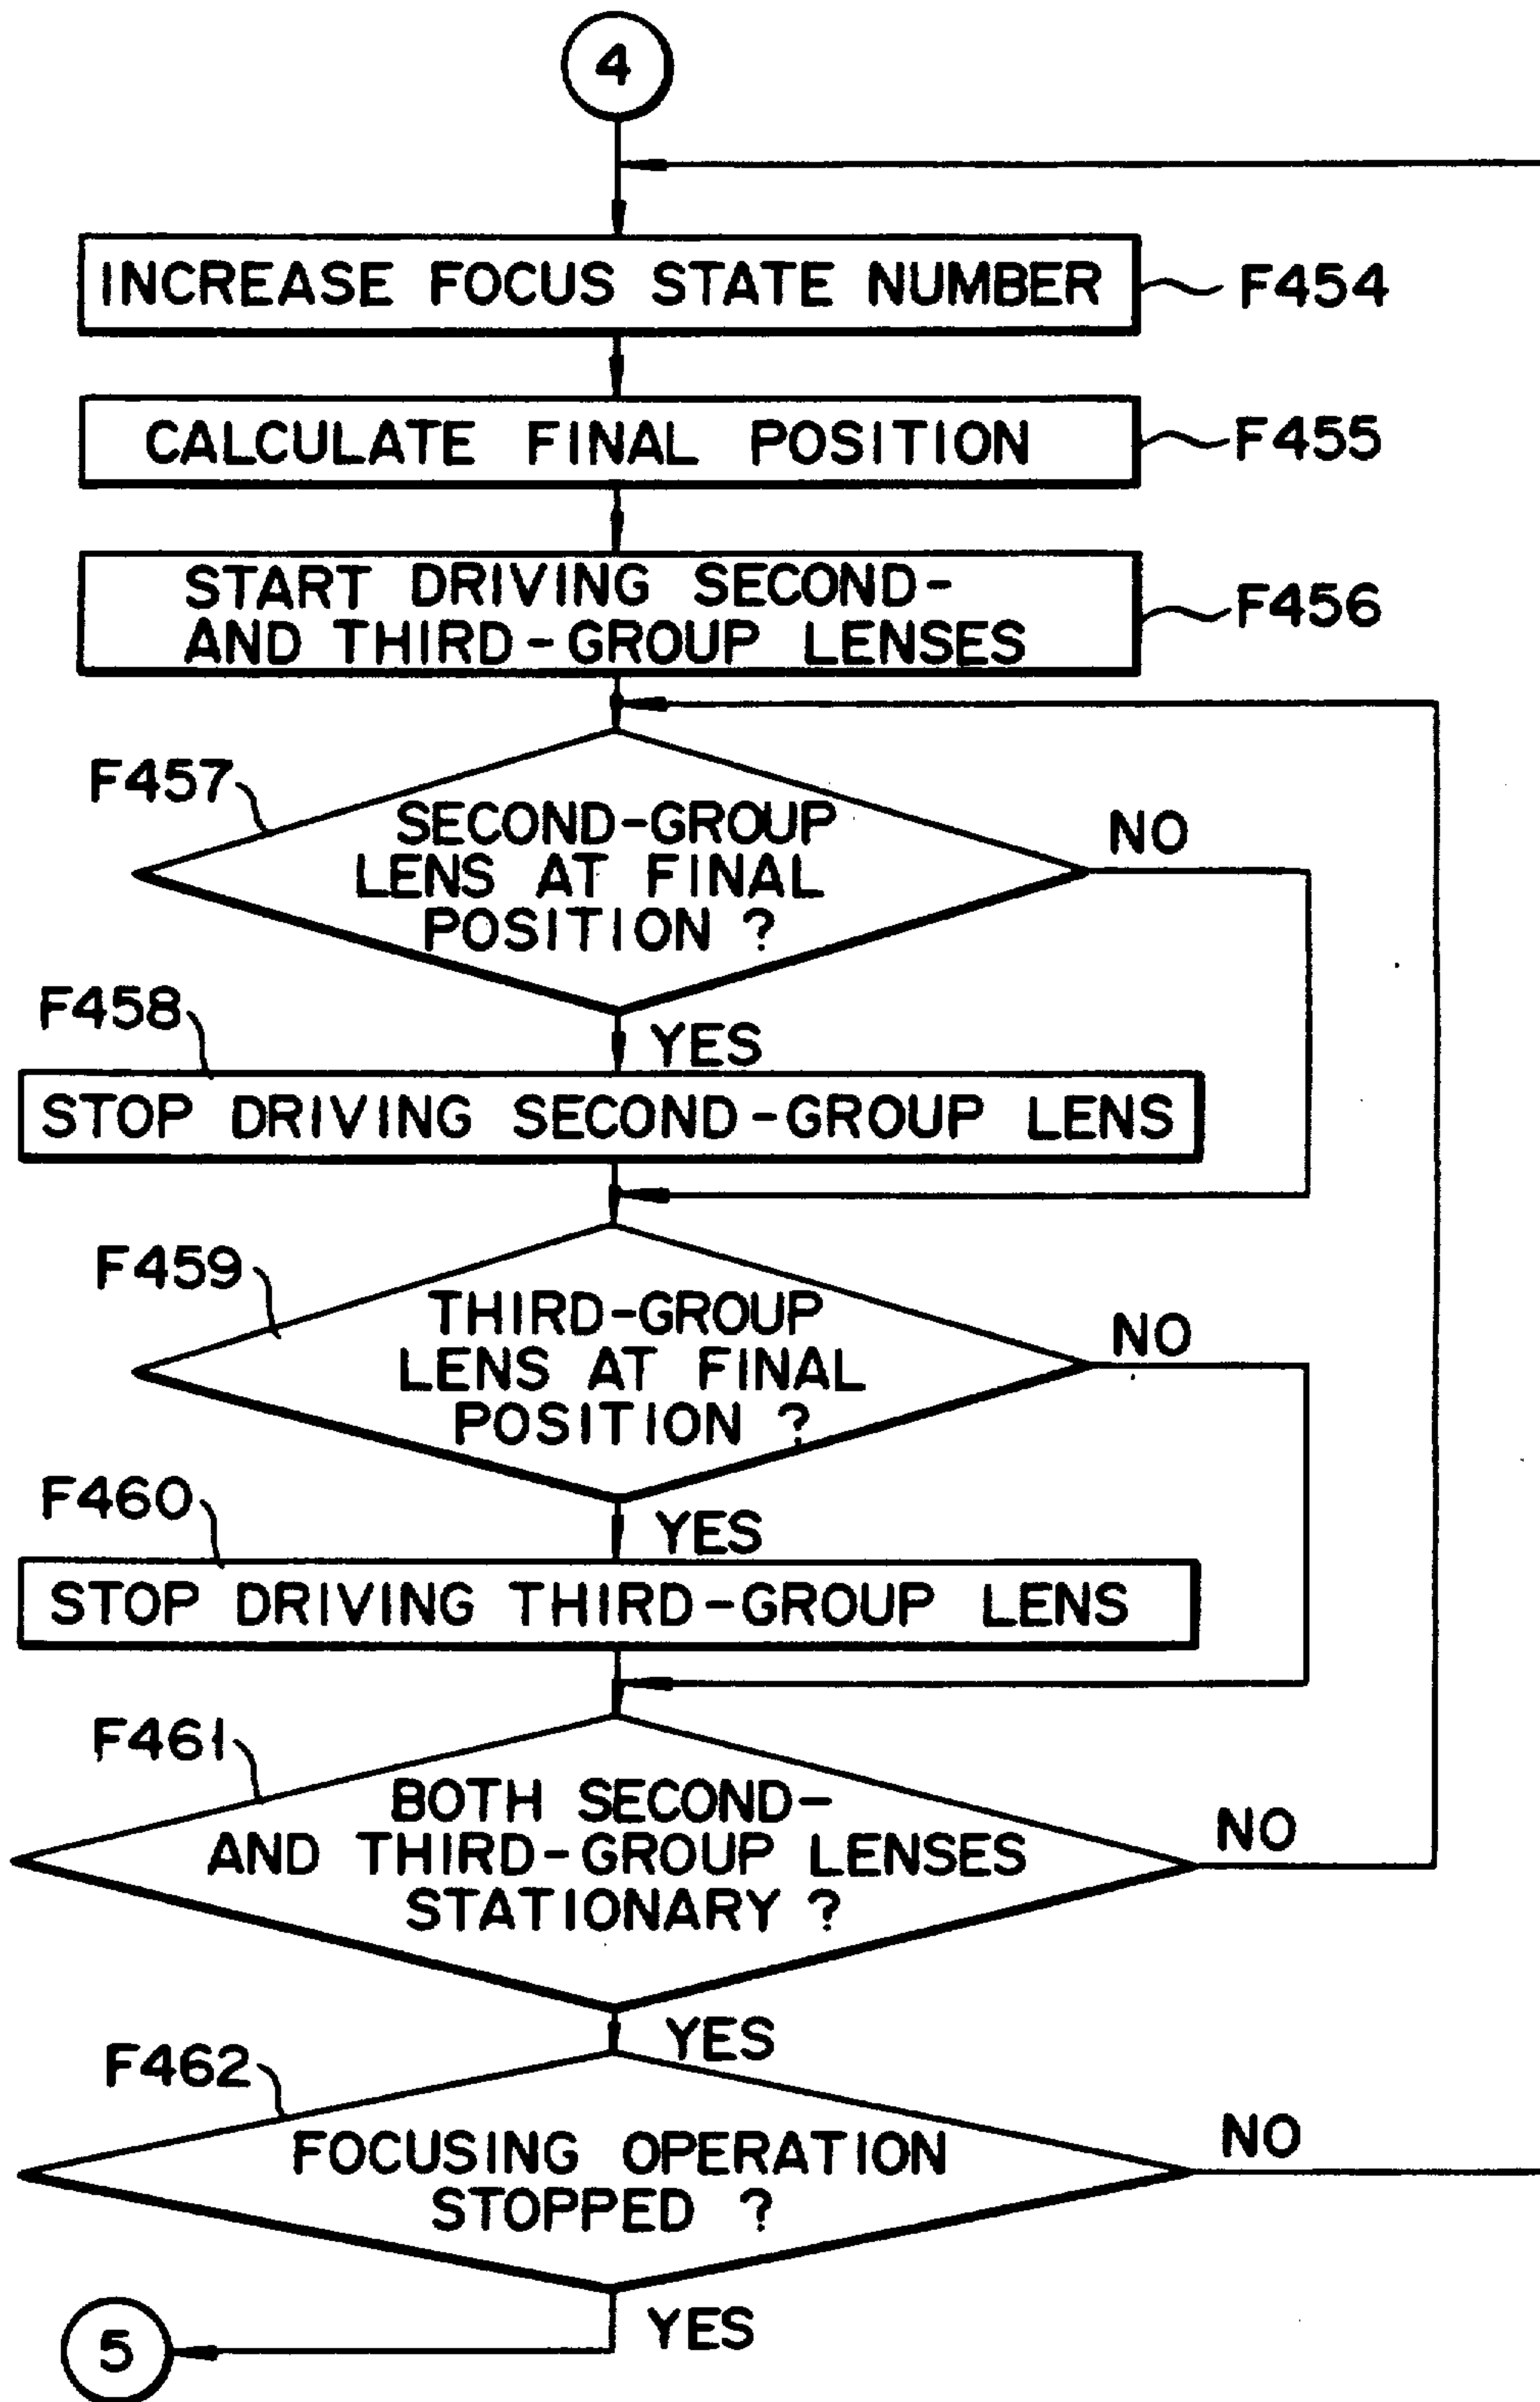 4
INCREASE FOCUS STATE NUMBER
F454
CALCULATE FINAL POSITION
F455
START DRIVING SECOND-
AND THIRD-GROUP LENSES
F456
F457
SECOND-GROUP
LENS AT FINAL
POSITION ?
NO
YES
F458
STOP DRIVING SECOND-GROUP LENS
F459
THIRD-GROUP
LENS AT FINAL
POSITION ?
NO
YES
F460
STOP DRIVING THIRD-GROUP LENS
F461
BOTH SECOND-
AND THIRD-GROUP LENSES
STATIONARY ?
NO
YES
F462
FOCUSING OPERATION
STOPPED ?
NO
YES
5